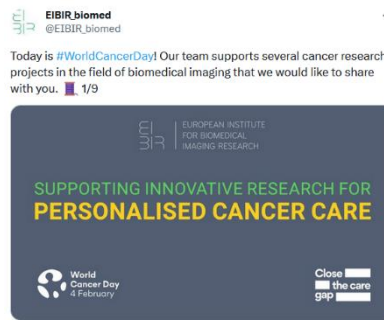 EIBIR_biomed
@EIBIR_biomed
Today is #WorldCancerDay! Our team supports several cancer research
projects in the field of biomedical imaging that we would like to share
with you. 🧵 1/9
EI
BIR
EUROPEAN INSTITUTE
FOR BIOMEDICAL
IMAGING RESEARCH
SUPPORTING INNOVATIVE RESEARCH FOR
PERSONALISED CANCER CARE
World
Cancer Day
4 February
Close
the care
gap